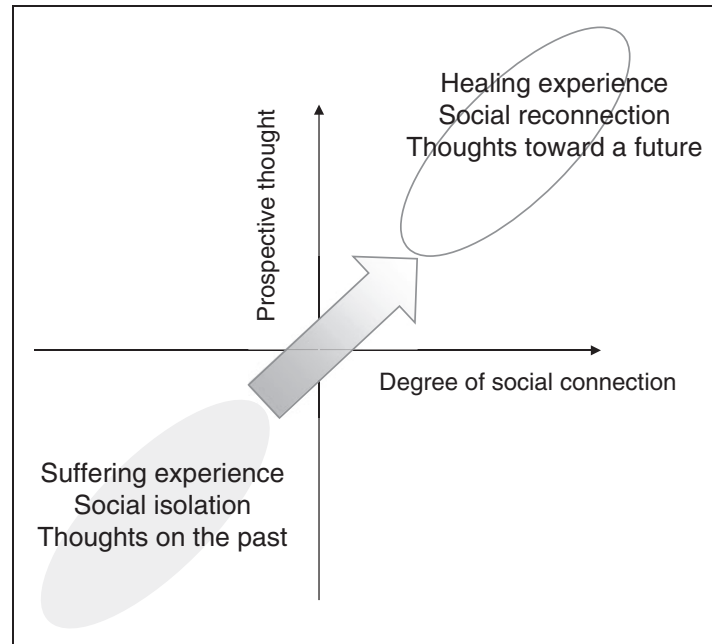 Healing experience
Social reconnection
Thoughts toward a future
Prospective thought
Degree of social connection
Suffering experience
Social isolation
Thoughts on the past